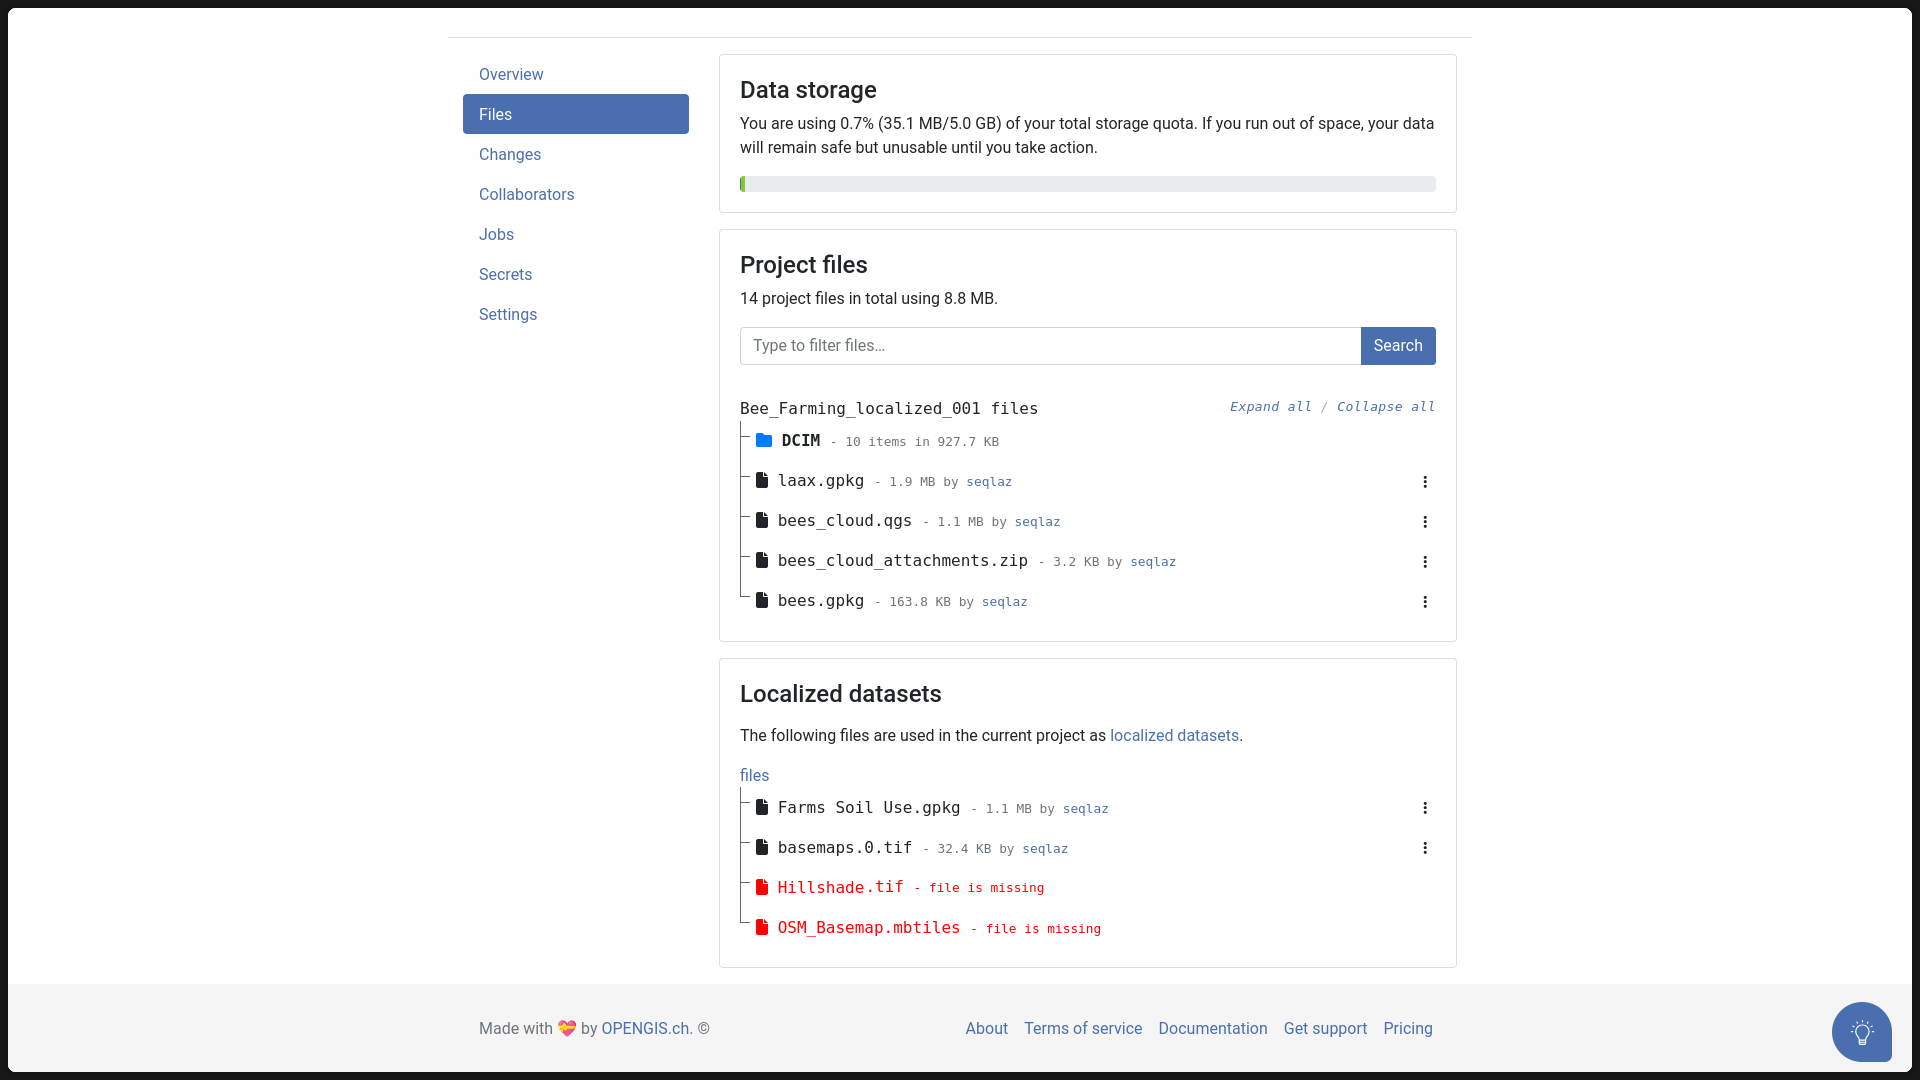 Overview
Files
Changes
Collaborators
Jobs
Secrets
Settings
Data storage
You are using 0.7% (35.1 MB/5.0 GB) of your total storage quota. If you run out of space, your data
will remain safe but unusable until you take action.
Project files
14 project files in total using 8.8 MB.
Type to filter files…
Search
Bee_Farming_localized_001 files
Expand all / Collapse all
DCIM - 10 items in 927.7 KB
laax.gpkg - 1.9 MB by seqlaz
bees_cloud.qgs - 1.1 MB by seqlaz
bees_cloud_attachments.zip - 3.2 KB by seqlaz
bees.gpkg - 163.8 KB by seqlaz
Localized datasets
The following files are used in the current project as localized datasets.
files
Farms Soil Use.gpkg - 1.1 MB by seqlaz
basemaps.0.tif - 32.4 KB by seqlaz
Hillshade.tif - file is missing
OSM_Basemap.mbtiles - file is missing
Made with 💝 by OPENGIS.ch. ©
About Terms of service Documentation Get support Pricing